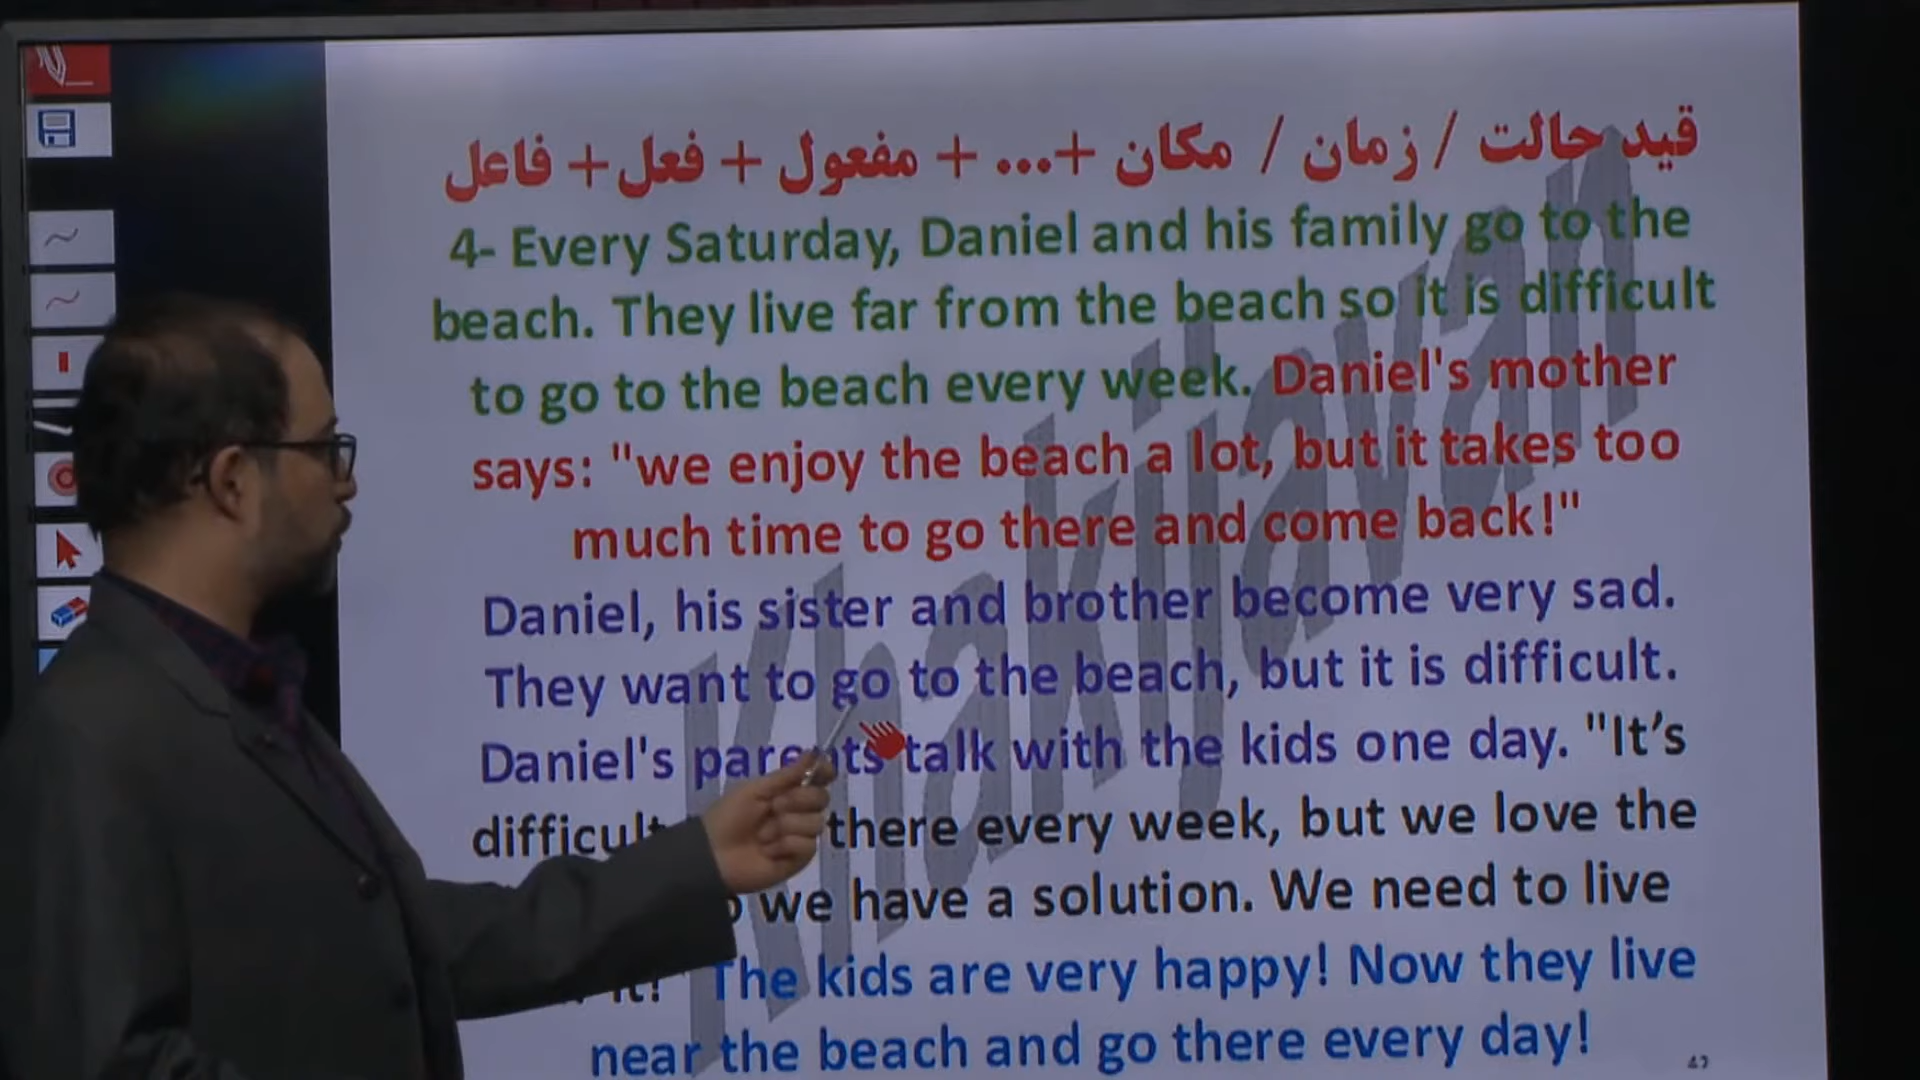 قید حالت / زمان / مکان +... + مفعول + فعل+ فاعل
4- Every Saturday, Daniel and his family go to the
beach. They live far from the beach so it is difficult
to go to the beach every week. Daniel's mother
says: "we enjoy the beach a lot, but it takes too
much time to go there and come back!"
Daniel, his sister and brother become very sad.
They want to go to the beach, but it is difficult.
Daniel's parents talk with the kids one day. "It’s
difficult there every week, but we love the
we have a solution. We need to live
it! The kids are very happy! Now they live
near the beach and go there every day!
Khakijavan